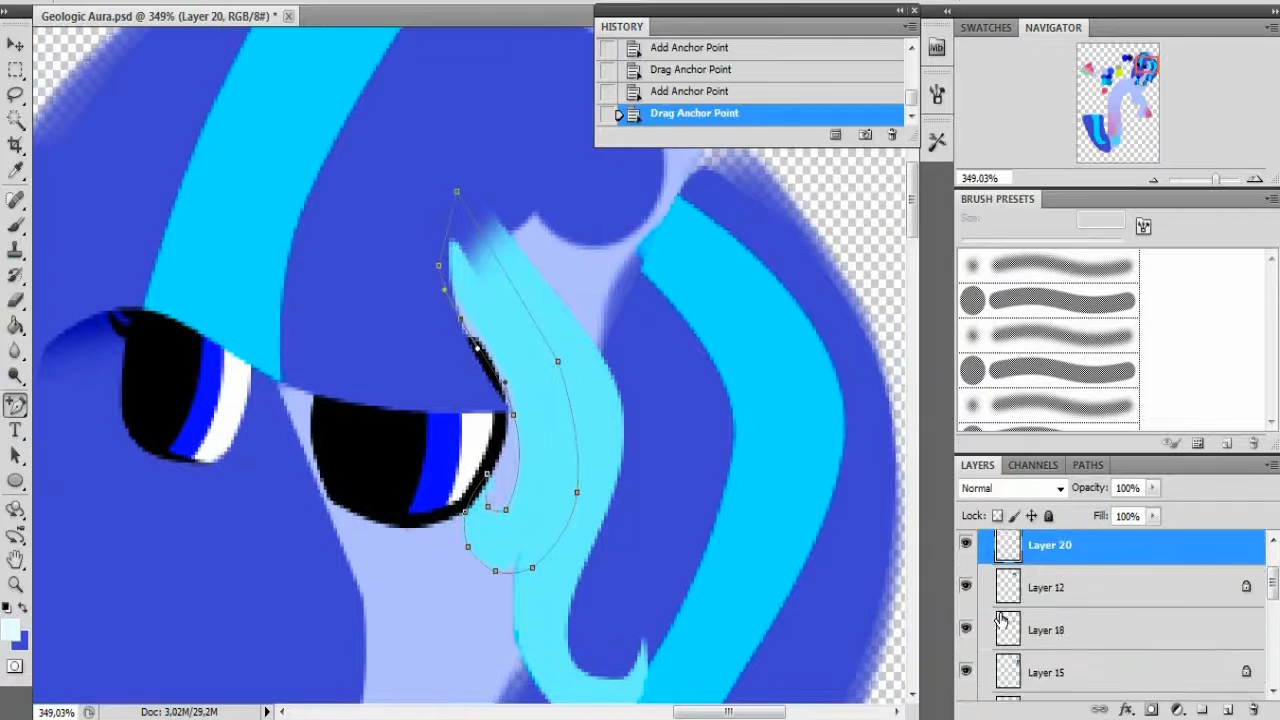 Geologic Aura.psd @ 349% (Layer 20, RGB/8#) *
HISTORY
Add Anchor Point
Drag Anchor Point
Add Anchor Point
Drag Anchor Point
SWATCHES NAVIGATOR
Mb
349.03%
BRUSH PRESETS
Size:
LAYERS CHANNELS PATHS
Normal Opacity: 100%
Lock: Fill: 100%
Layer 20
Layer 12
Layer 18
Layer 15
349,03% Doc: 3,02M/29,2M